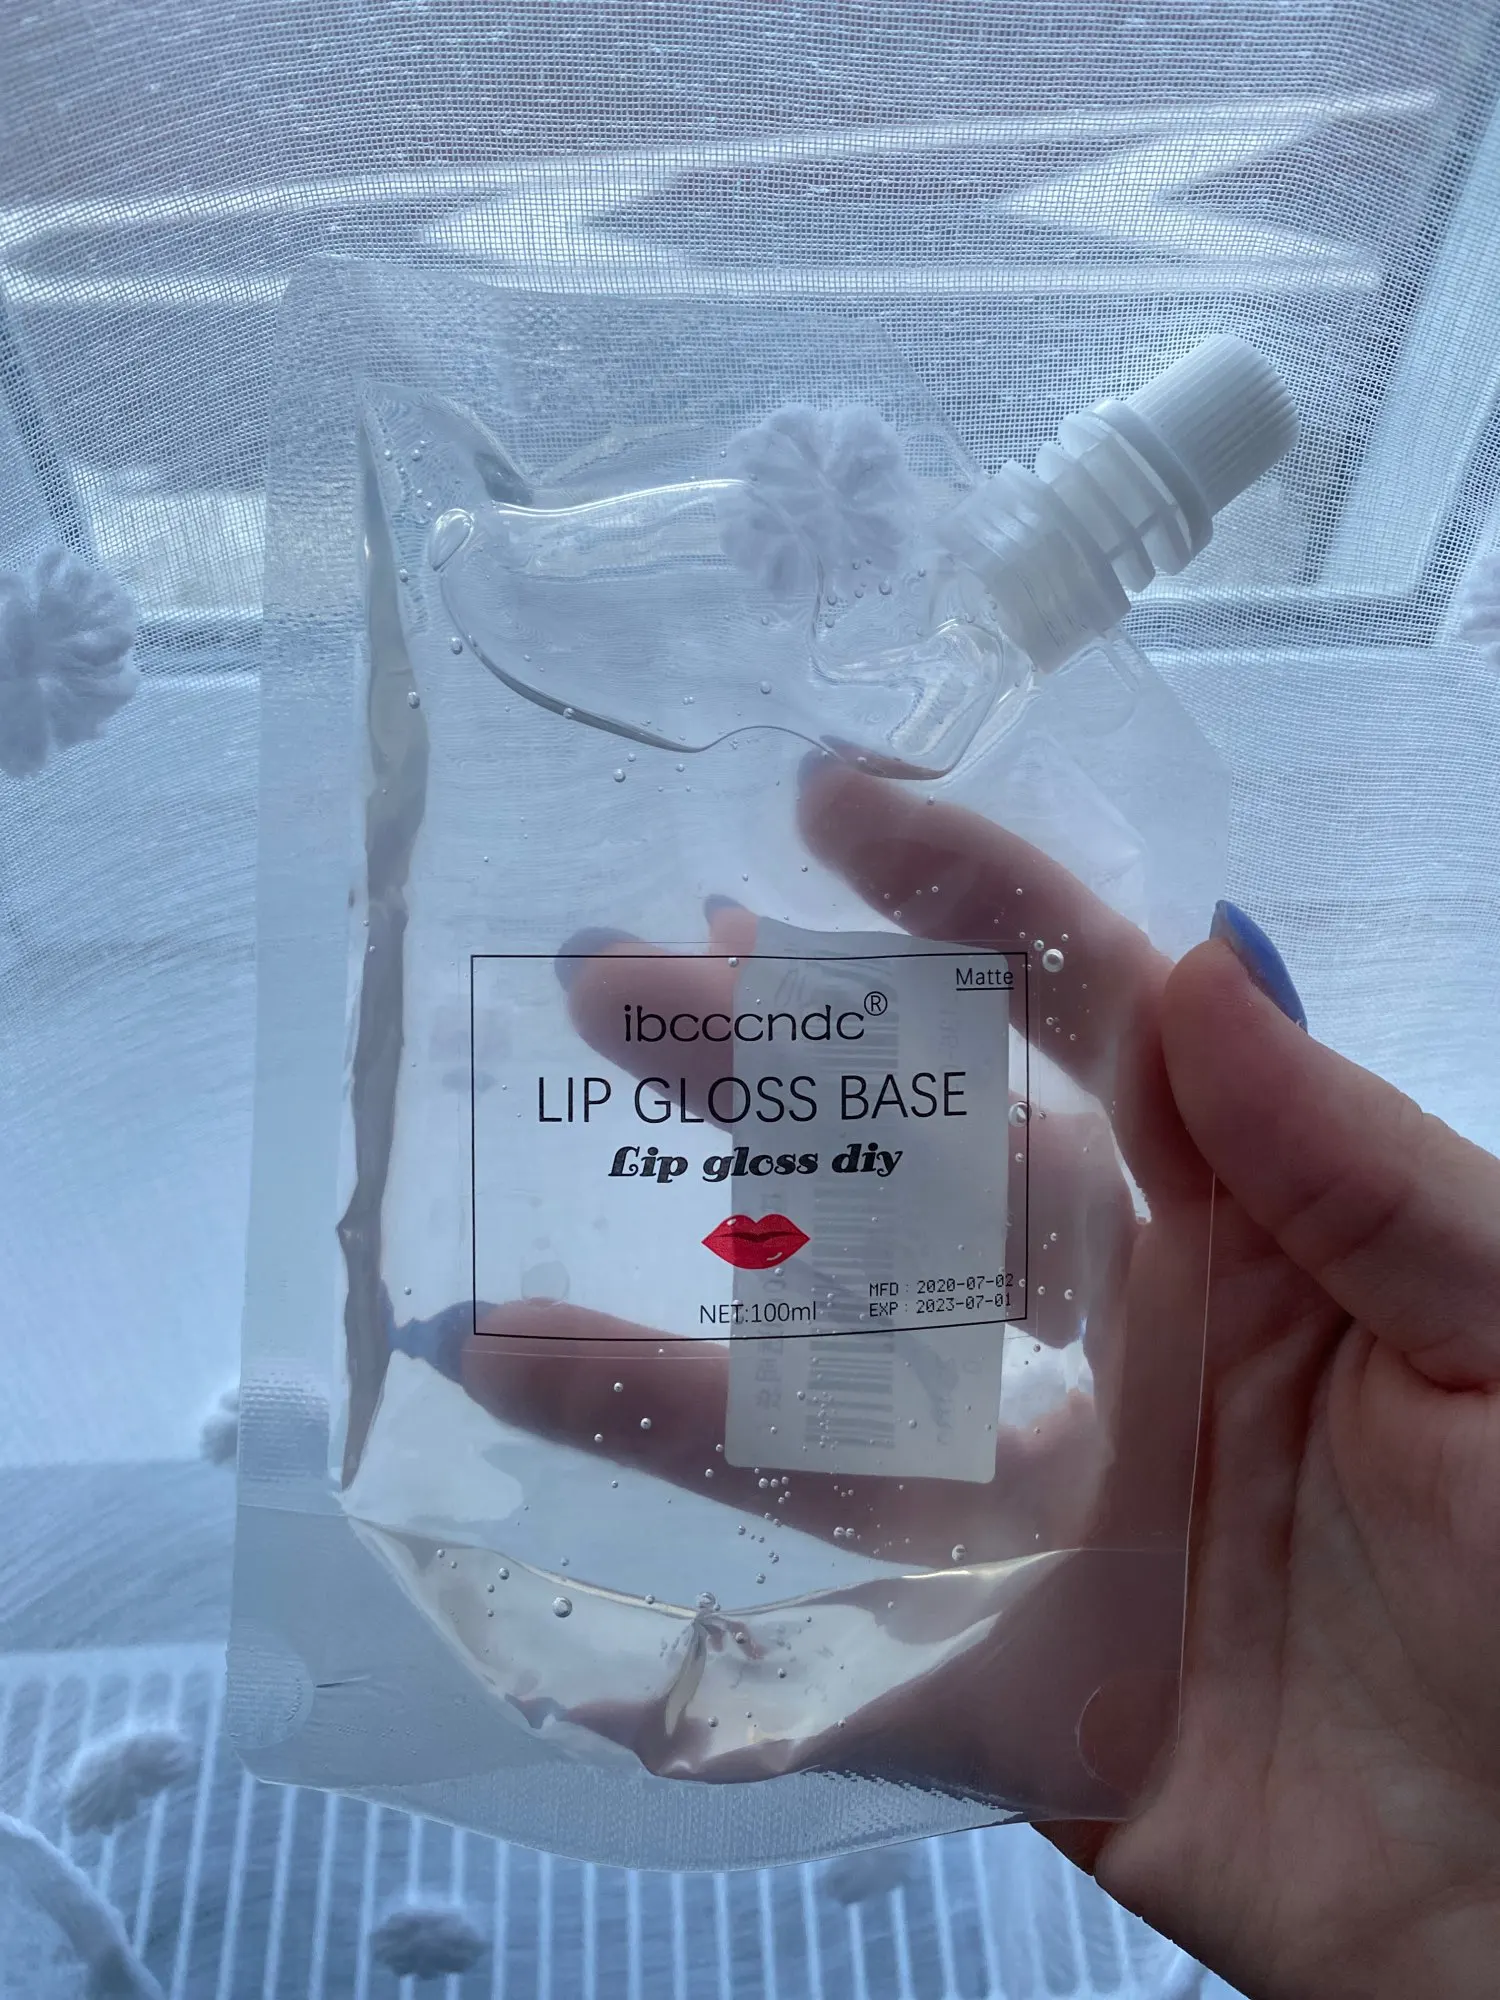 Matte
ibcccndc®
LIP GLOSS BASE
Lip gloss diy
NET:100ml
MFD : 2020-07-02
EXP : 2023-07-01